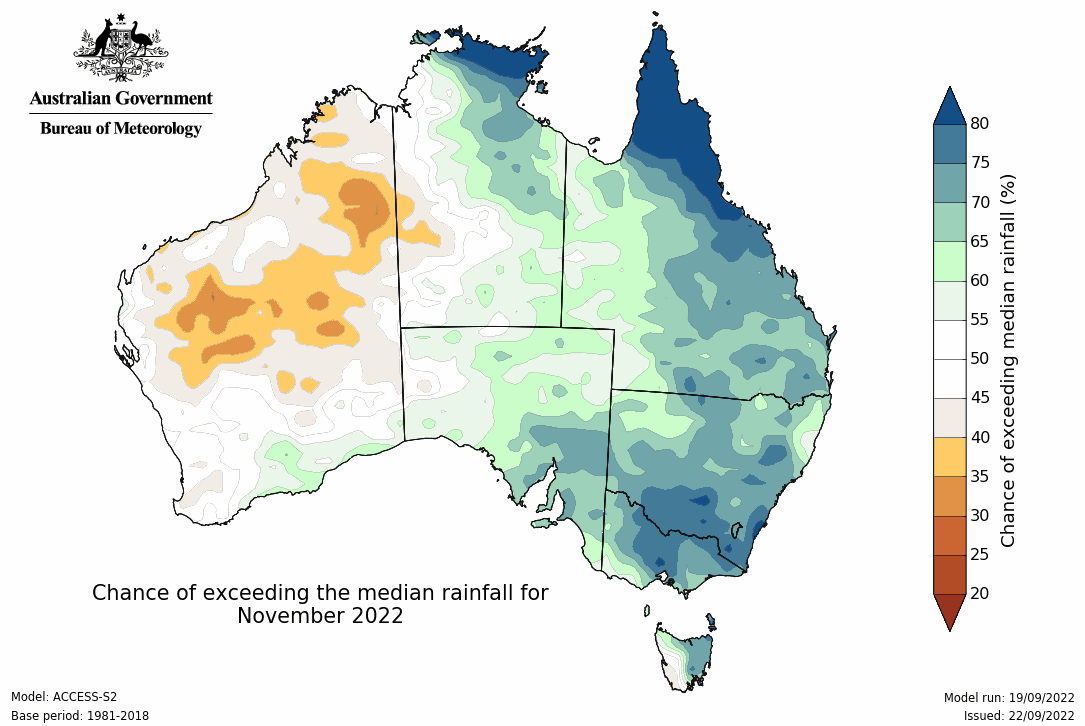 Australian Government
Bureau of Meteorology
80
75
70
65
60
55
50
45
40
35
30
25
20
Chance of exceeding median rainfall (%)
Chance of exceeding the median rainfall for
November 2022
Model: ACCESS-S2
Base period: 1981-2018
Model run: 19/09/2022
Issued: 22/09/2022